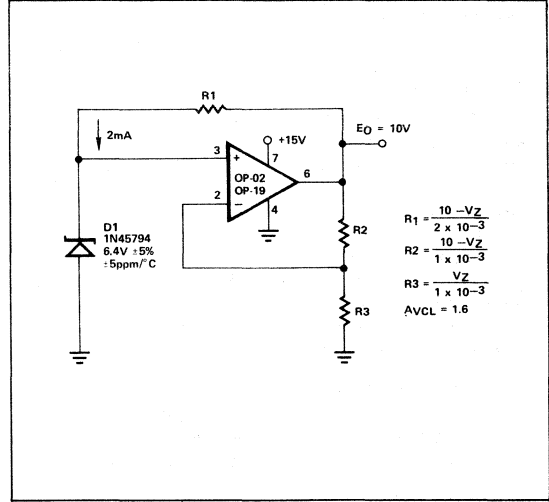 R1
2mA
+15V
EO = 10V
3
+
7
6
OP-02
OP-19
2
−
4
R2
D1
1N45794
6.4V ±5%
±5ppm/°C
R3
R1 = 10 −VZ / 2 x 10−3
R2 = 10 −VZ / 1 x 10−3
R3 = VZ / 1 x 10−3
AVCL = 1.6